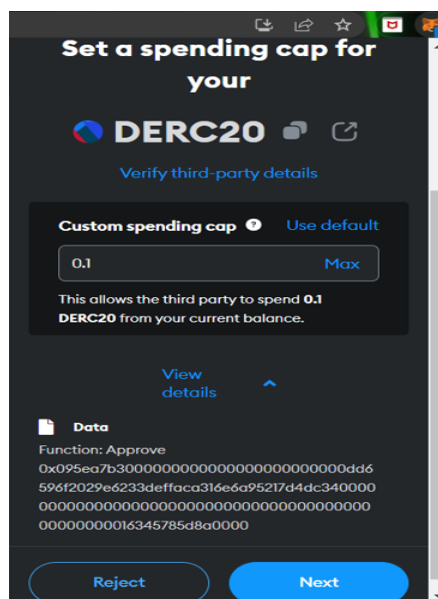 Set a spending cap for
your
DERC20
Verify third-party details
Custom spending cap ? Use default
0.1 Max
This allows the third party to spend 0.1
DERC20 from your current balance.
View
details
Data
Function: Approve
0x095ea7b3000000000000000000000000dd6
596f2029e6233deffaca316e6a95217d4dc340000
0000000000000000000000000000000000000
00000000016345785d8a0000
Reject Next